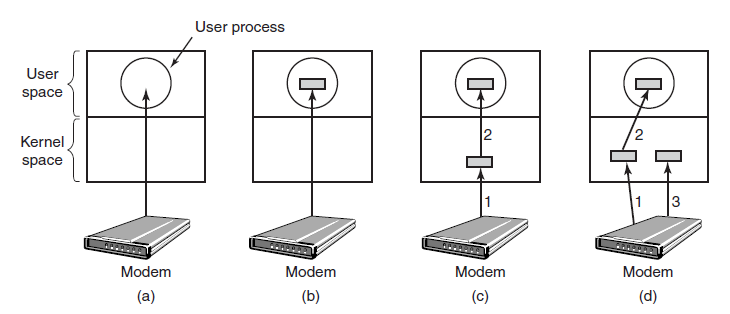 User process
User
space
Kernel
space
2
2
1
1
3
Modem
Modem
Modem
Modem
(a)
(b)
(c)
(d)